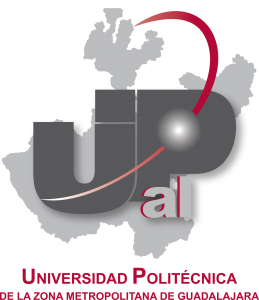 UP
al
UNIVERSIDAD POLITÉCNICA
DE LA ZONA METROPOLITANA DE GUADALAJARA